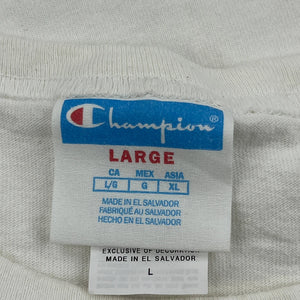 Champion®
LARGE
CA MEX ASIA
L/G G XL
MADE IN EL SALVADOR
FABRIQUÉ AU SALVADOR
HECHO EN EL SALVADOR
EXCLUSIVE OF DECORATION
MADE IN EL SALVADOR
L